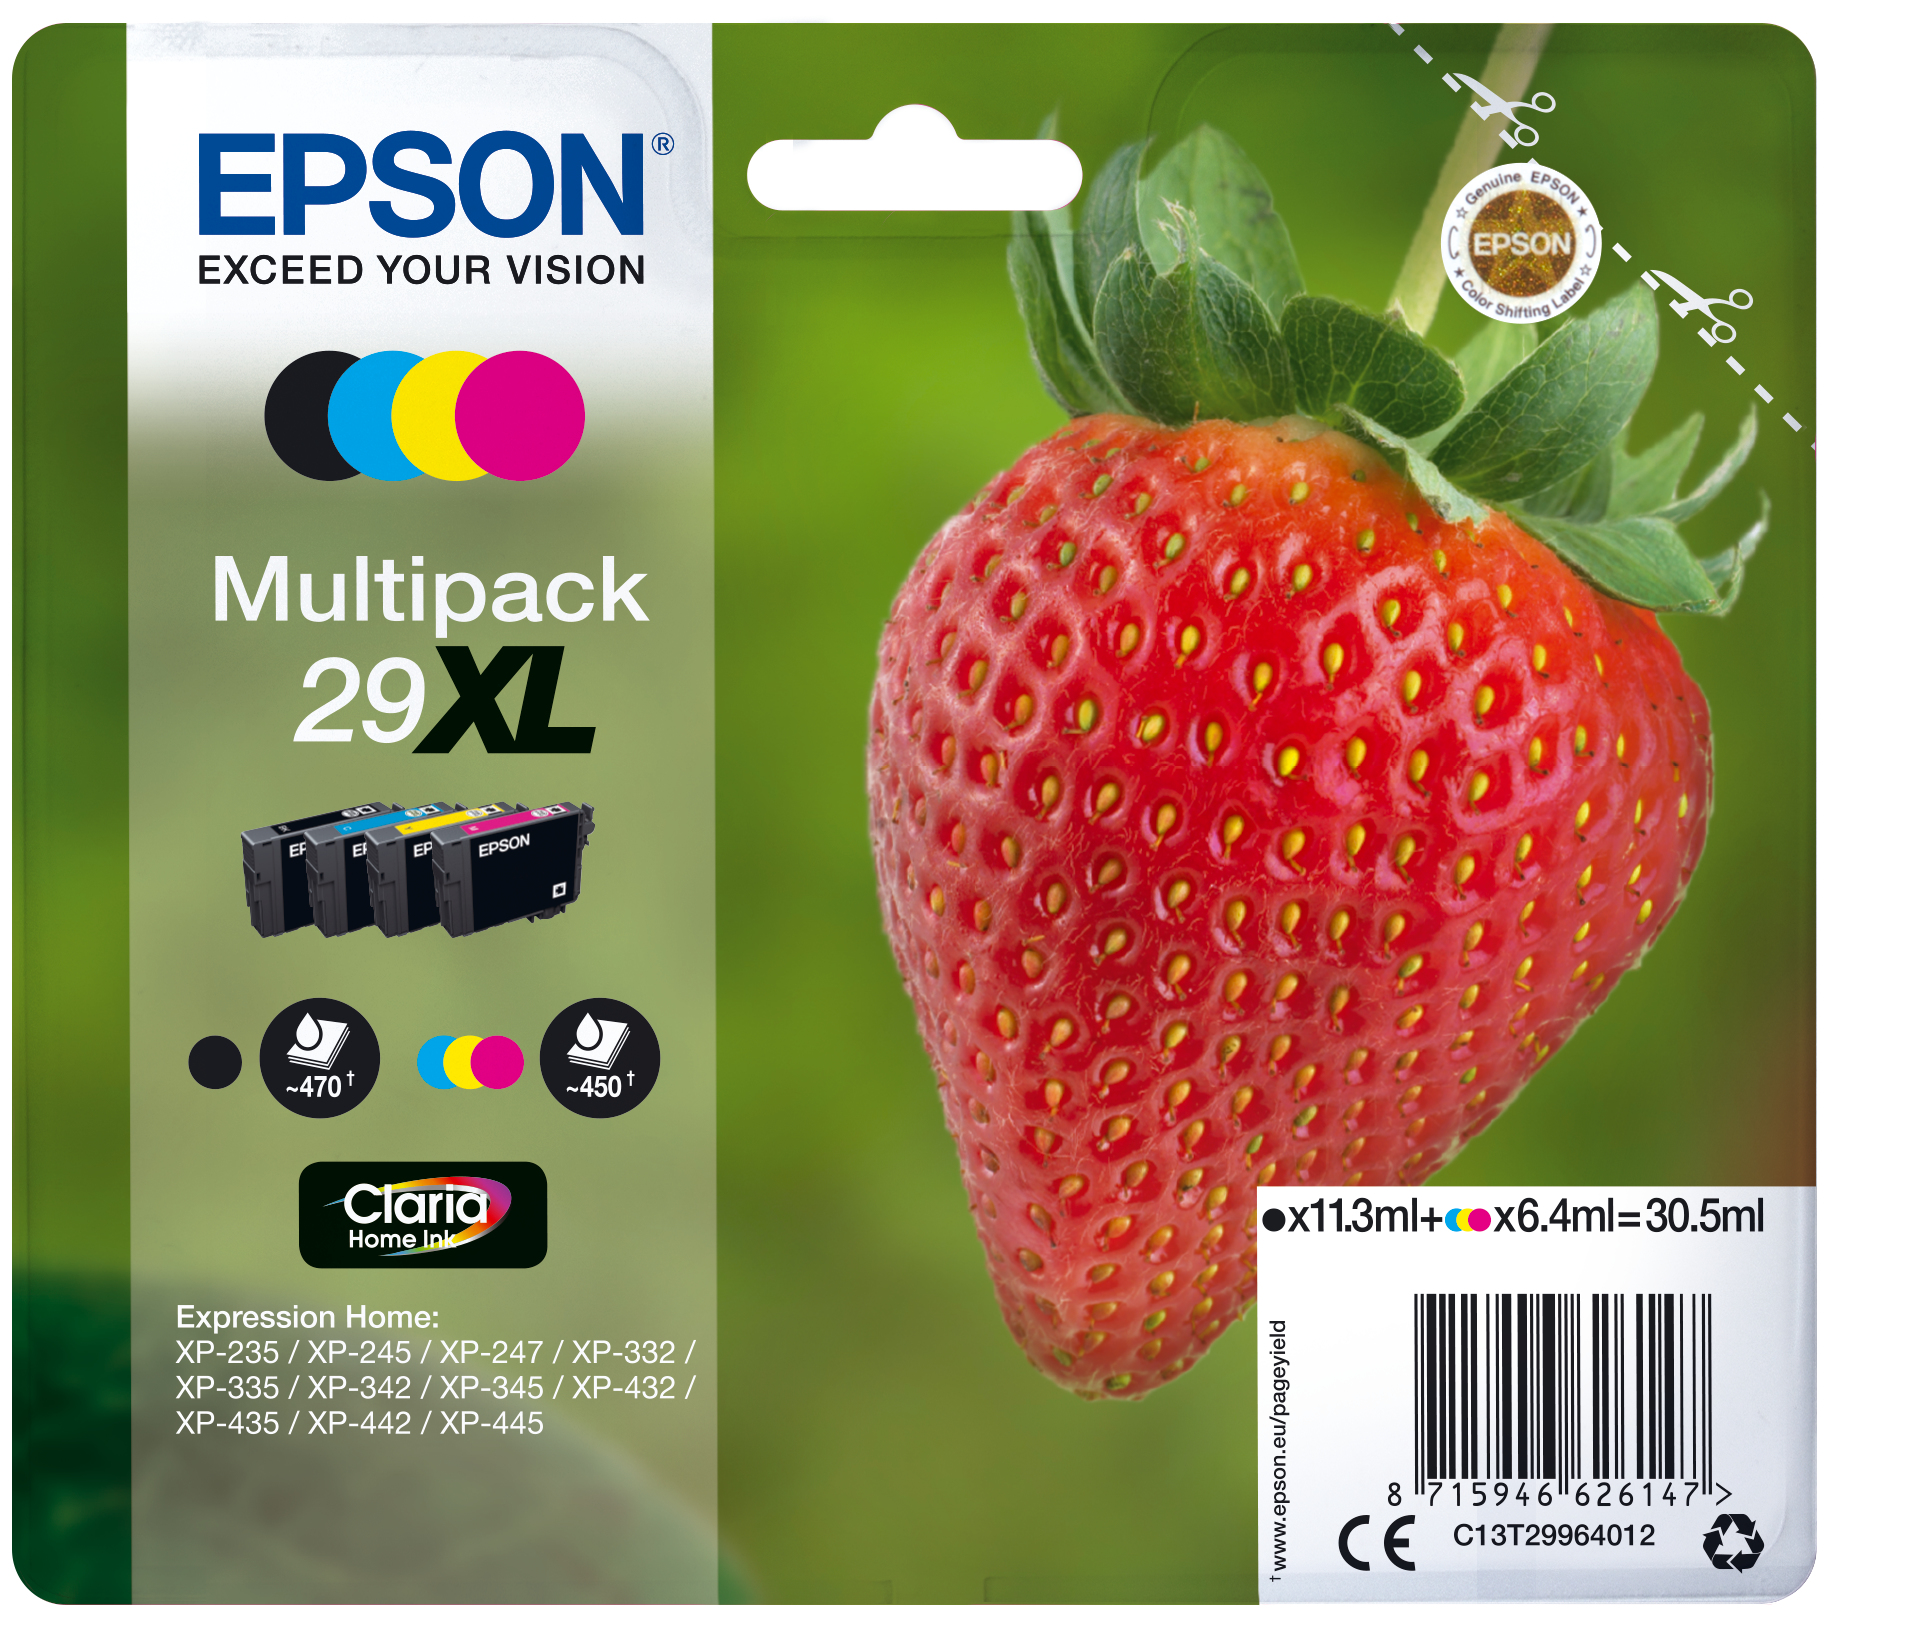 EPSON®
EXCEED YOUR VISION
Multipack
29XL
EPSON
~470†
~450†
Claria
Home Ink
Expression Home:
XP-235 / XP-245 / XP-247 / XP-332 /
XP-335 / XP-342 / XP-345 / XP-432 /
XP-435 / XP-442 / XP-445
Genuine EPSON
EPSON
Color Shifting Label
x11.3ml+x6.4ml=30.5ml
† www.epson.eu/pageyield
8 715946 626147 >
CE
C13T29964012